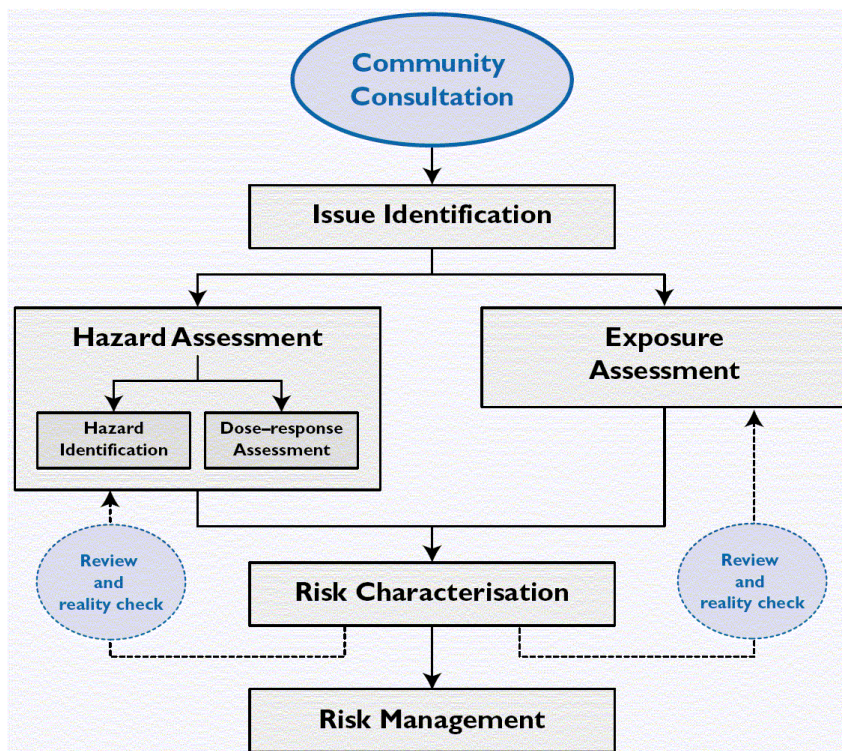 Community
Consultation
Issue Identification
Hazard Assessment
Hazard
Identification
Dose–response
Assessment
Exposure
Assessment
Review
and
reality check
Risk Characterisation
Review
and
reality check
Risk Management